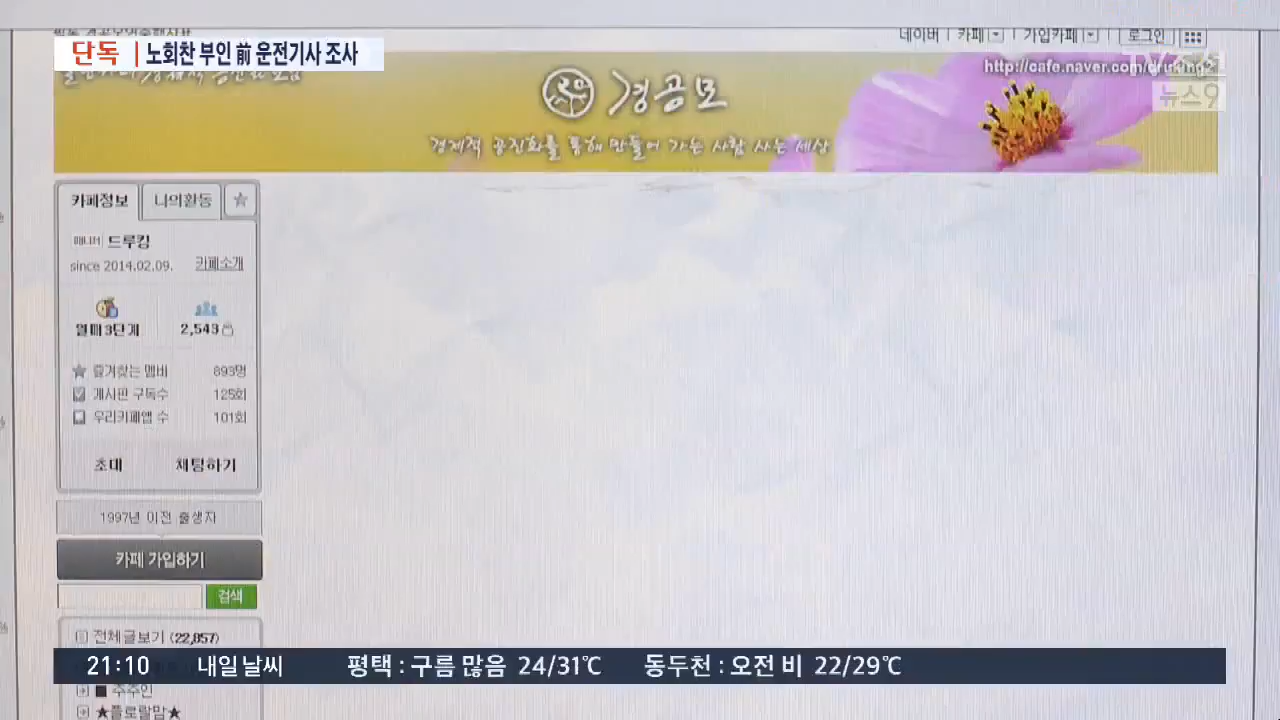 단독 | 노회찬 부인 前 운전기사 조사
네이버 | 카페 | 가입카페 | 로그인
http://cafe.naver.com/druking2
TV조선
뉴스9
경공모
경제적 공진화를 통해 만들어 가는 사람 사는 세상
카페정보 나의활동
매니저 드루킹
since 2014.02.09. 카페소개
열매3단계 2,543
즐겨찾는 멤버 893명
게시판 구독수 125회
우리카페앱 수 101회
초대 채팅하기
1997년 이전 출생자
카페 가입하기
검색
전체글보기 (22,857)
21:10 내일 날씨 평택 : 구름 많음 24/31℃ 동두천 : 오전 비 22/29℃
■ 주주인
★플로랄맘★